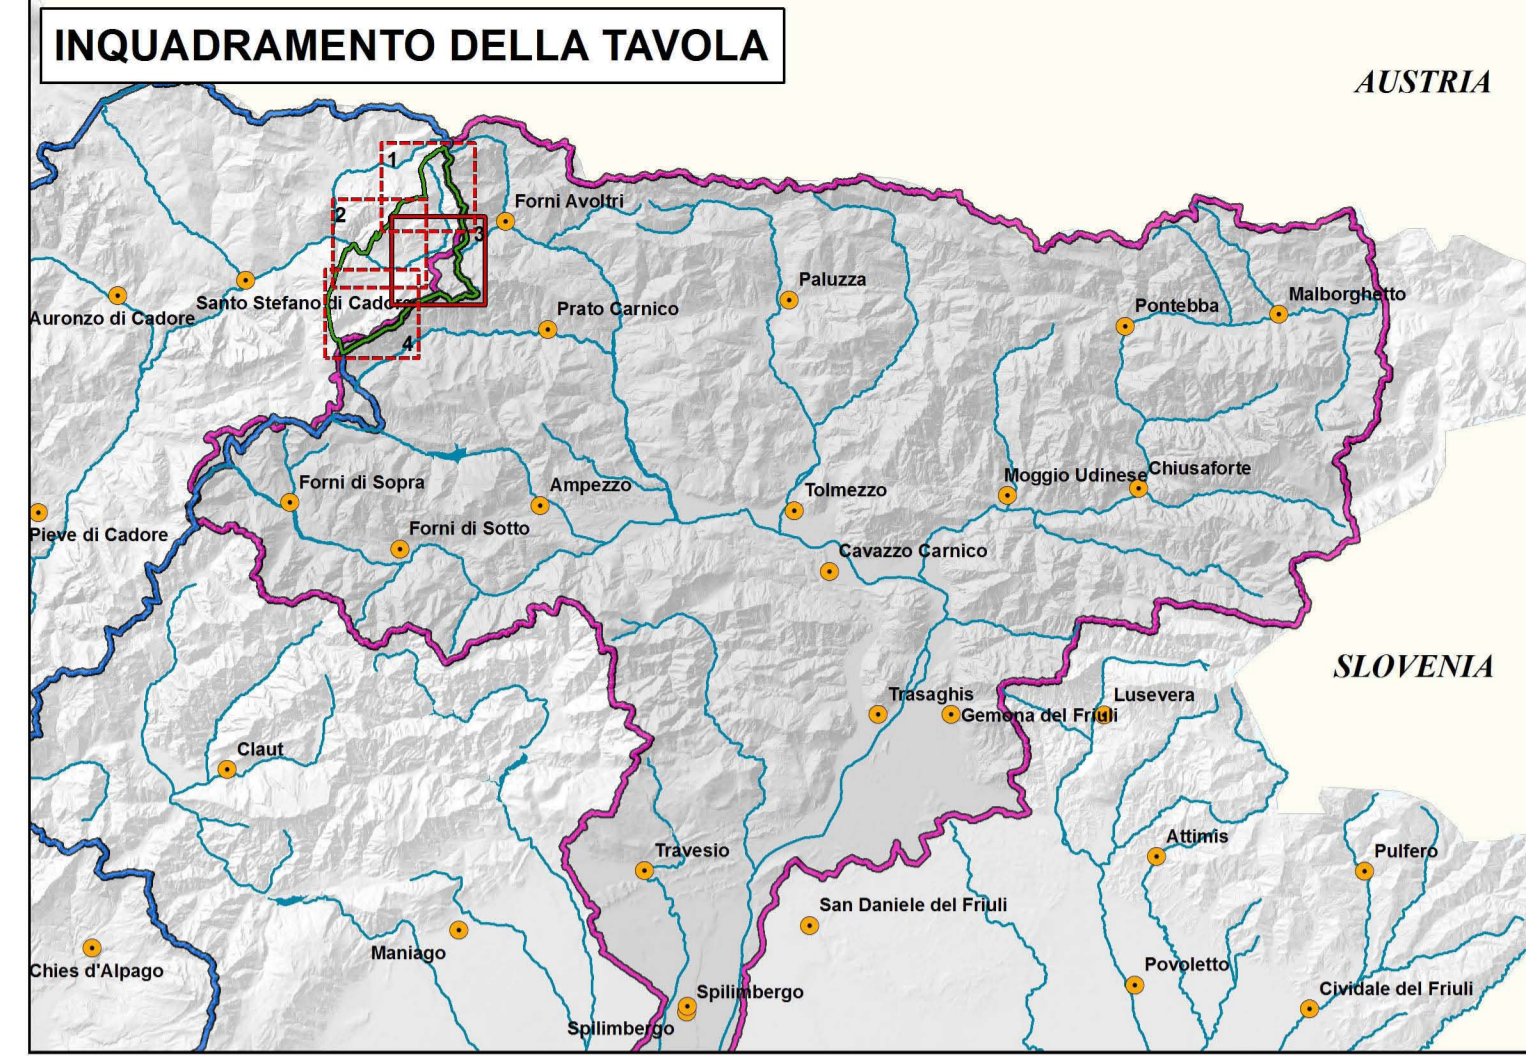 INQUADRAMENTO DELLA TAVOLA
AUSTRIA
1
Forni Avoltri
2
3
Santo Stefano di Cadore
Auronzo di Cadore
Paluzza
Malborghetto
Pontebba
Prato Carnico
4
Forni di Sopra
Ampezzo
Tolmezzo
Moggio Udinese
Chiusaforte
Pieve di Cadore
Forni di Sotto
Cavazzo Carnico
SLOVENIA
Trasaghis
Gemona del Friuli
Lusevera
Claut
Attimis
Travesio
Pulfero
San Daniele del Friuli
Maniago
Chies d'Alpago
Povoletto
Spilimbergo
Cividale del Friuli
Spilimbergo